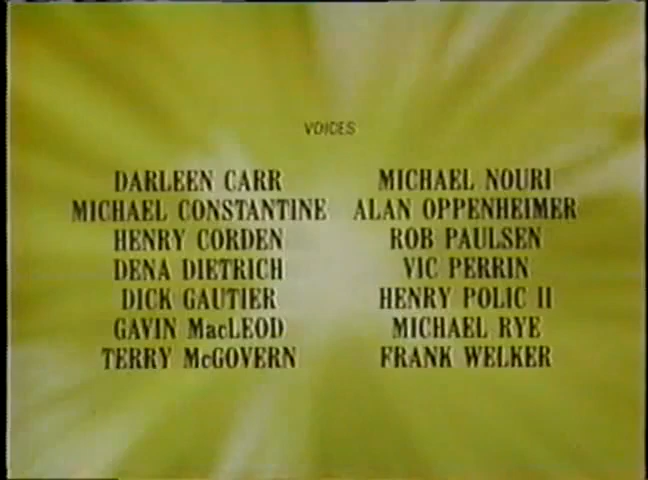 VOICES
DARLEEN CARR
MICHAEL CONSTANTINE
HENRY CORDEN
DENA DIETRICH
DICK GAUTIER
GAVIN MacLEOD
TERRY McGOVERN
MICHAEL NOURI
ALAN OPPENHEIMER
ROB PAULSEN
VIC PERRIN
HENRY POLIC II
MICHAEL RYE
FRANK WELKER